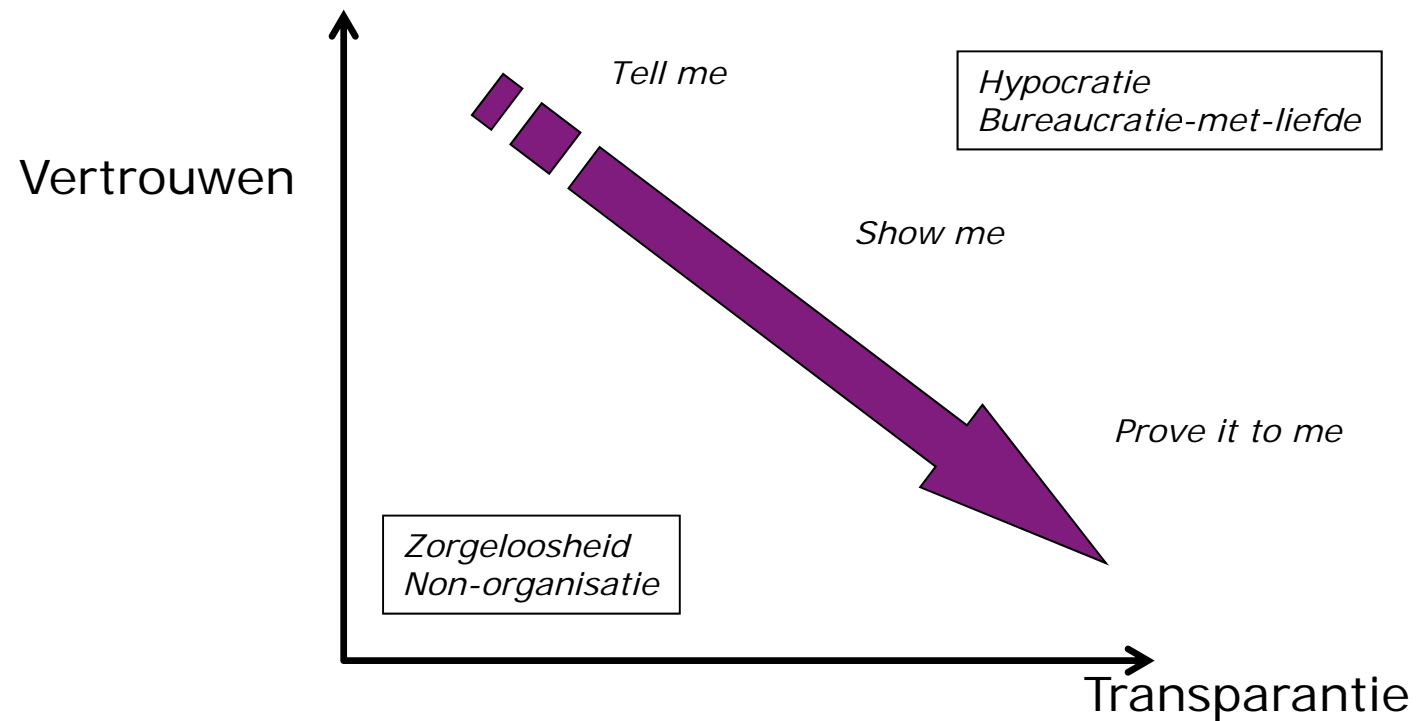 Tell me
Hypocratie
Bureaucratie-met-liefde
Vertrouwen
Show me
Prove it to me
Zorgeloosheid
Non-organisatie
Transparantie